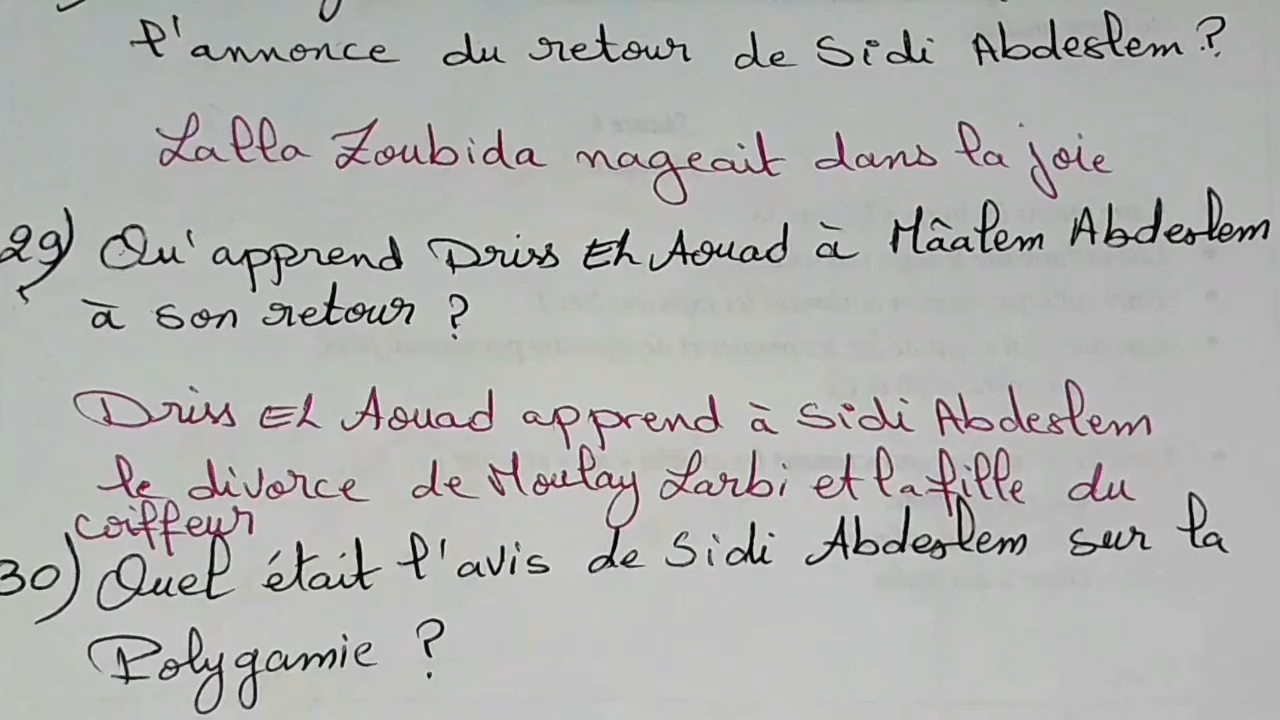 l'annonce du retour de Sidi Abdeslem ?
Lalla Zoubida nageait dans la joie
29) Qu'apprend Driss El Aouad à Mâalem Abdeslem
à son retour ?
Driss El Aouad apprend à Sidi Abdeslem
le divorce de Moulay Larbi et la fille du
coiffeur
30) Quel était l'avis de Sidi Abdeslem sur la
Polygamie ?